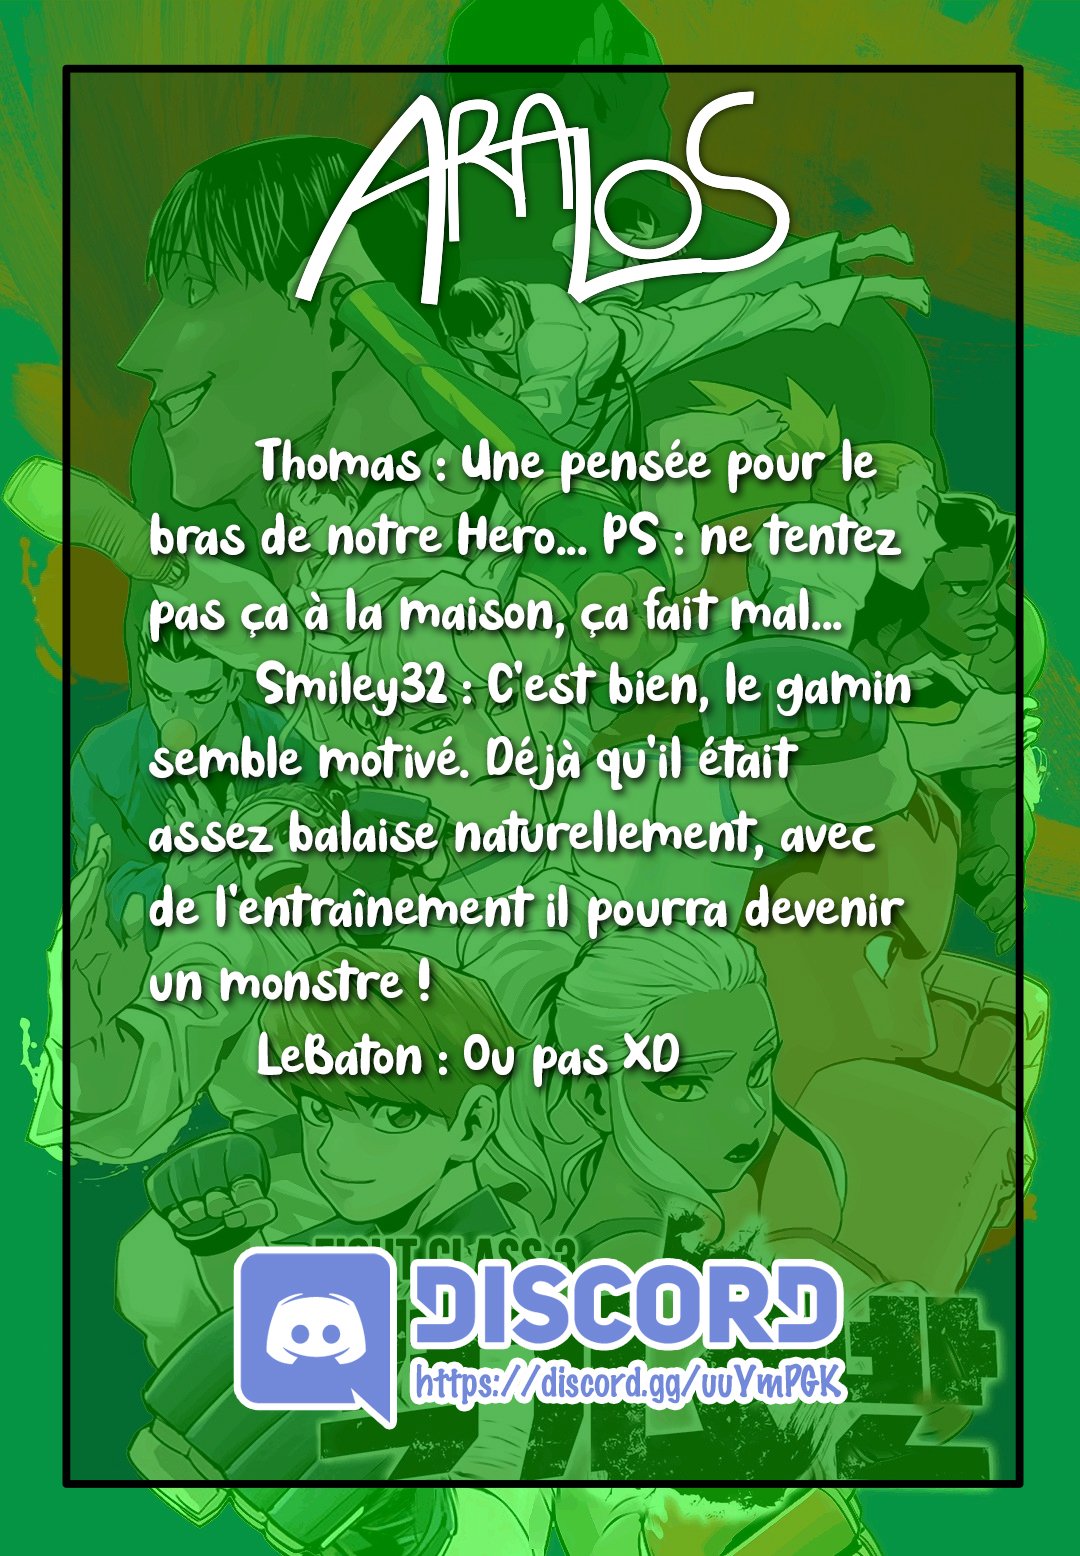 ARALOS
Thomas : Une pensée pour le
bras de notre Hero... PS : ne tentez
pas ça à la maison, ça fait mal...
Smiley32 : C'est bien, le gamin
semble motivé. Déjà qu'il était
assez balaise naturellement, avec
de l'entraînement il pourra devenir
un monstre !
LeBaton : Ou pas XD
FIGHT CLASS 3
DISCORD
https://discord.gg/uuYmPGK